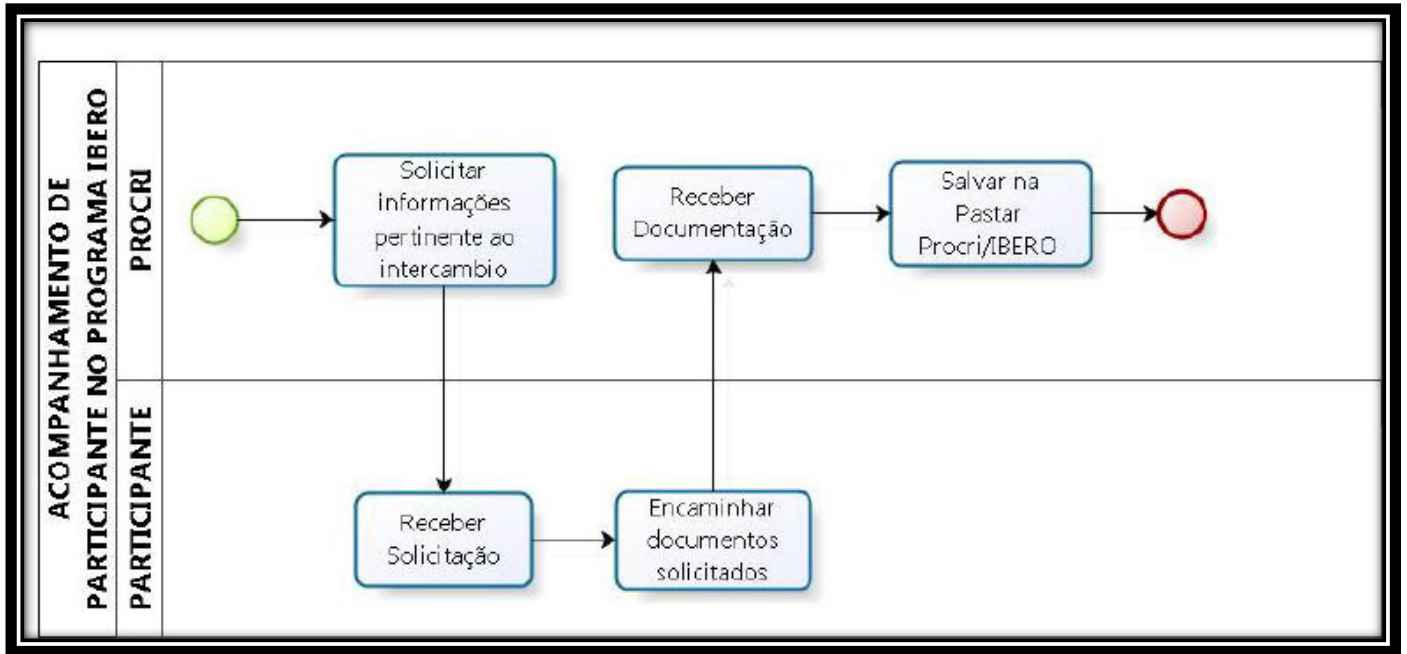 ACOMPANHAMENTO DE
PARTICIPANTE NO PROGRAMA IBERO
PROCRI
Solicitar
informações
pertinente ao
intercambio
Receber
Documentação
Salvar na
Pastar
Procri/IBERO
PARTICIPANTE
Receber
Solicitação
Encaminhar
documentos
solicitados